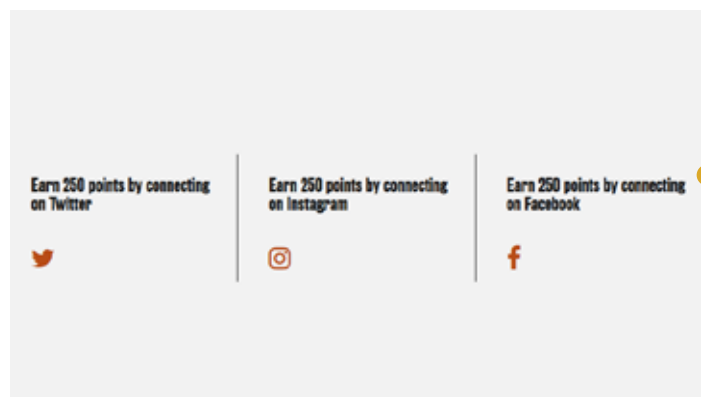 Earn 250 points by connecting
on Twitter
Earn 250 points by connecting
on Instagram
Earn 250 points by connecting
on Facebook